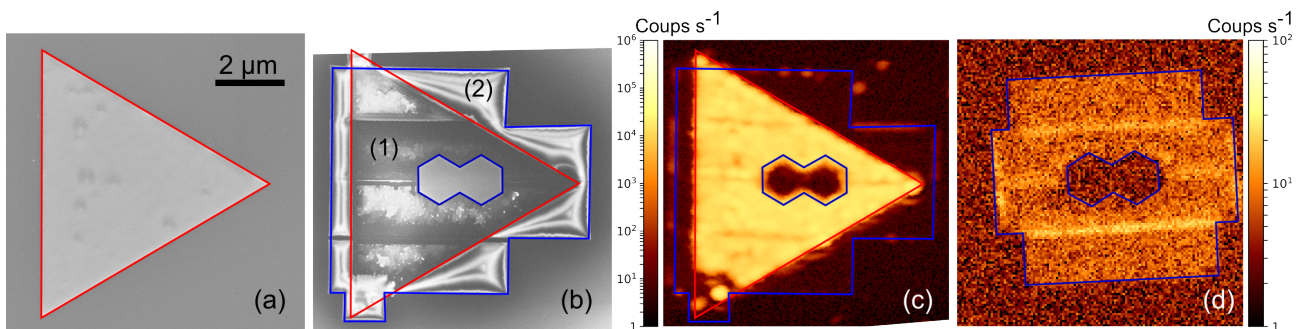 Coups s⁻¹
Coups s⁻¹
2 µm
(1)
(2)
(a)
(b)
(c)
(d)
10⁶
10⁵
10⁴
10³
10²
10¹
1
10²
10¹
1